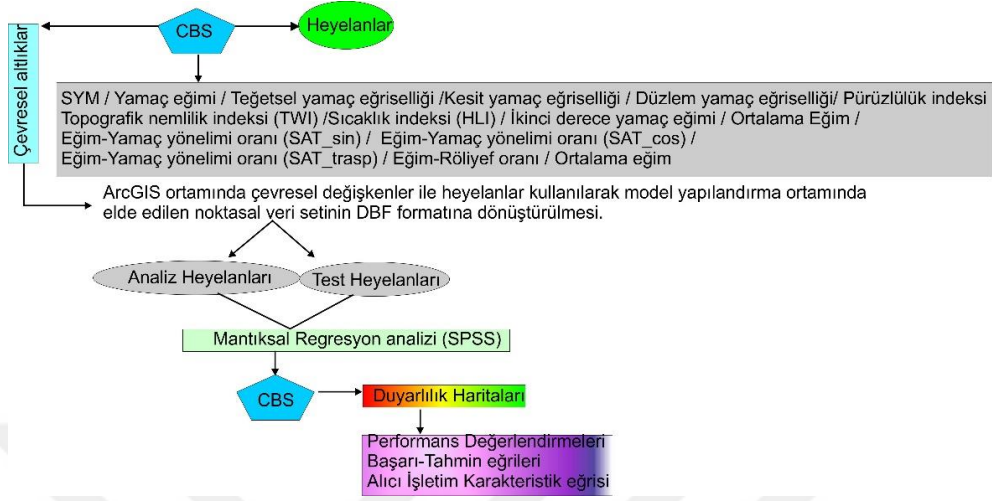 Çevresel altlıklar
CBS
Heyelanlar
SYM / Yamaç eğimi / Teğetsel yamaç eğriselliği /Kesit yamaç eğriselliği / Düzlem yamaç eğriselliği/ Pürüzlülük indeksi
Topografik nemlilik indeksi (TWI) /Sıcaklık indeksi (HLI) / İkinci derece yamaç eğimi / Ortalama Eğim /
Eğim-Yamaç yönelimi oranı (SAT_sin) / Eğim-Yamaç yönelimi oranı (SAT_cos) /
Eğim-Yamaç yönelimi oranı (SAT_trasp) / Eğim-Röliyef oranı / Ortalama eğim
ArcGIS ortamında çevresel değişkenler ile heyelanlar kullanılarak model yapılandırma ortamında
elde edilen noktasal veri setinin DBF formatına dönüştürülmesi.
Analiz Heyelanları
Test Heyelanları
Mantıksal Regresyon analizi (SPSS)
CBS
Duyarlılık Haritaları
Performans Değerlendirmeleri
Başarı-Tahmin eğrileri
Alıcı İşletim Karakteristik eğrisi